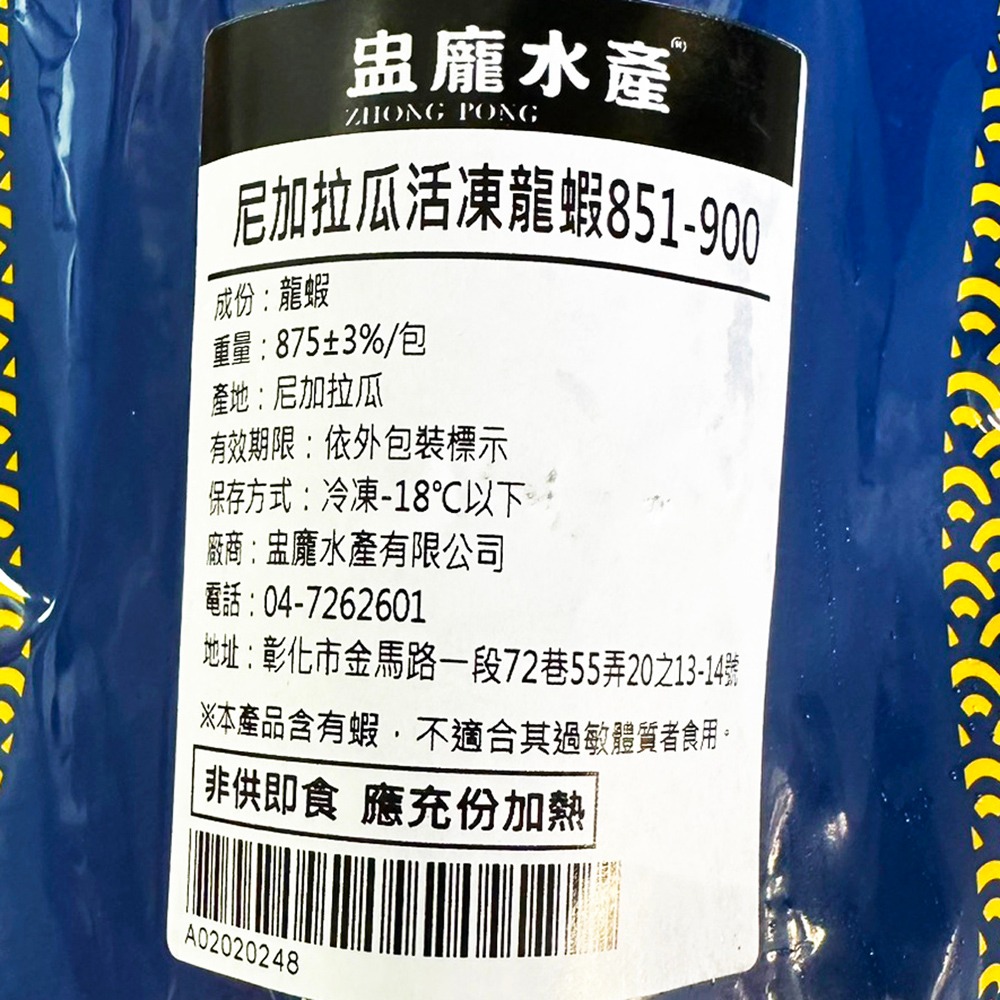 盅龐水產®
ZHONG PONG
尼加拉瓜活凍龍蝦851-900
成份：龍蝦
重量：875±3%/包
產地：尼加拉瓜
有效期限：依外包裝標示
保存方式：冷凍-18℃以下
廠商：盅龐水產有限公司
電話：04-7262601
地址：彰化市金馬路一段72巷55弄20之13-14號
※本產品含有蝦，不適合其過敏體質者食用。
非供即食 應充份加熱
A02020248